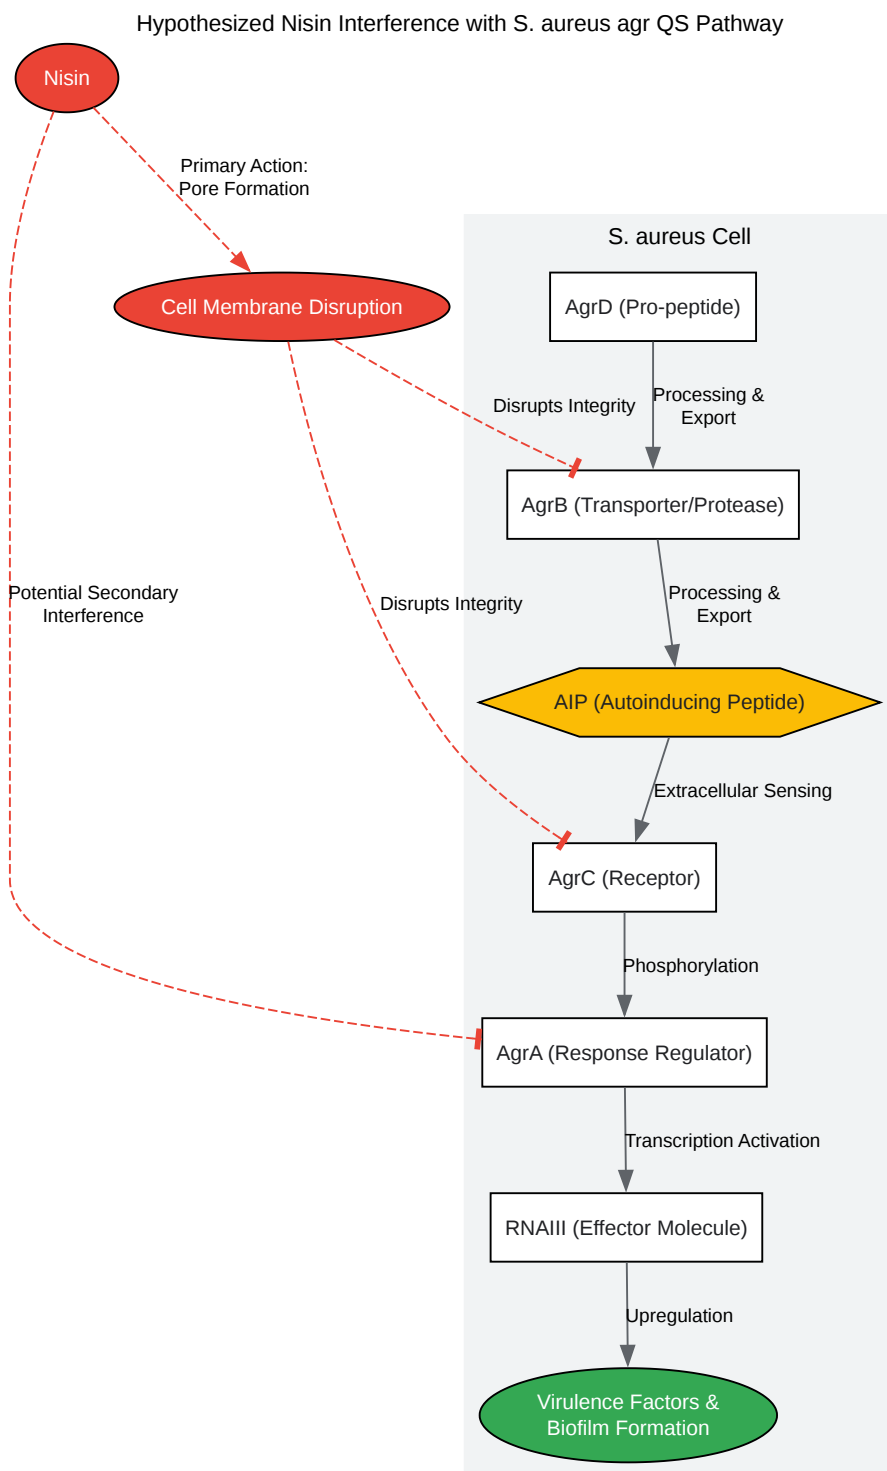 Hypothesized Nisin Interference with S. aureus agr QS Pathway
Nisin
Primary Action:
Pore Formation
S. aureus Cell
Cell Membrane Disruption
AgrD (Pro-peptide)
Disrupts Integrity
Processing &
Export
AgrB (Transporter/Protease)
Potential Secondary
Interference
Disrupts Integrity
Processing &
Export
AIP (Autoinducing Peptide)
Extracellular Sensing
AgrC (Receptor)
Phosphorylation
AgrA (Response Regulator)
Transcription Activation
RNAIII (Effector Molecule)
Upregulation
Virulence Factors &
Biofilm Formation